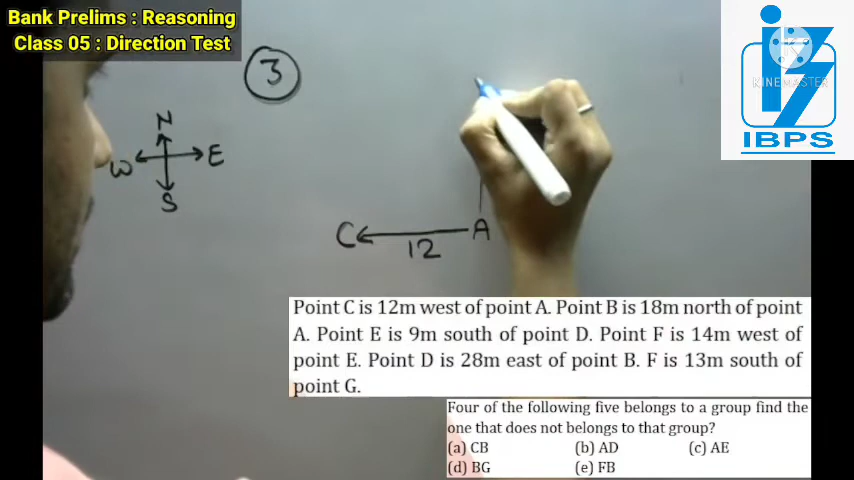 Bank Prelims : Reasoning
Class 05 : Direction Test
3
N
W E
S
C 12 A
KINEMASTER
IBPS
Point C is 12m west of point A. Point B is 18m north of point
A. Point E is 9m south of point D. Point F is 14m west of
point E. Point D is 28m east of point B. F is 13m south of
point G.
Four of the following five belongs to a group find the
one that does not belongs to that group?
(a) CB (b) AD (c) AE
(d) BG (e) FB